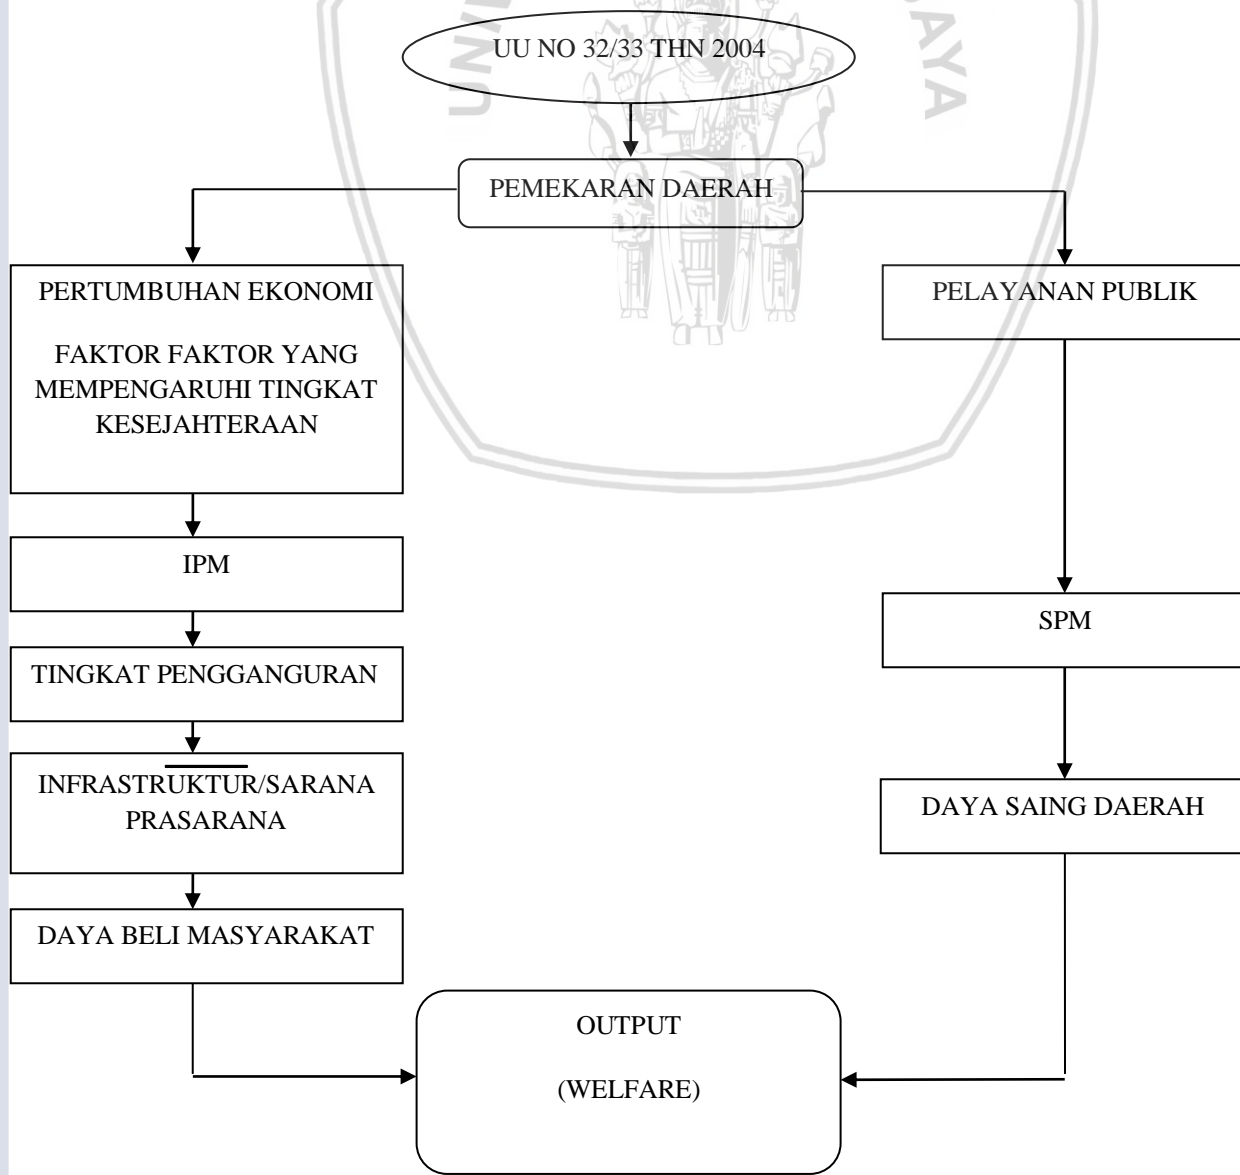 UU NO 32/33 THN 2004
PEMEKARAN DAERAH
PERTUMBUHAN EKONOMI
FAKTOR FAKTOR YANG
MEMPENGARUHI TINGKAT
KESEJAHTERAAN
PELAYANAN PUBLIK
IPM
SPM
TINGKAT PENGGANGURAN
INFRASTRUKTUR/SARANA
PRASARANA
DAYA SAING DAERAH
DAYA BELI MASYARAKAT
OUTPUT
(WELFARE)